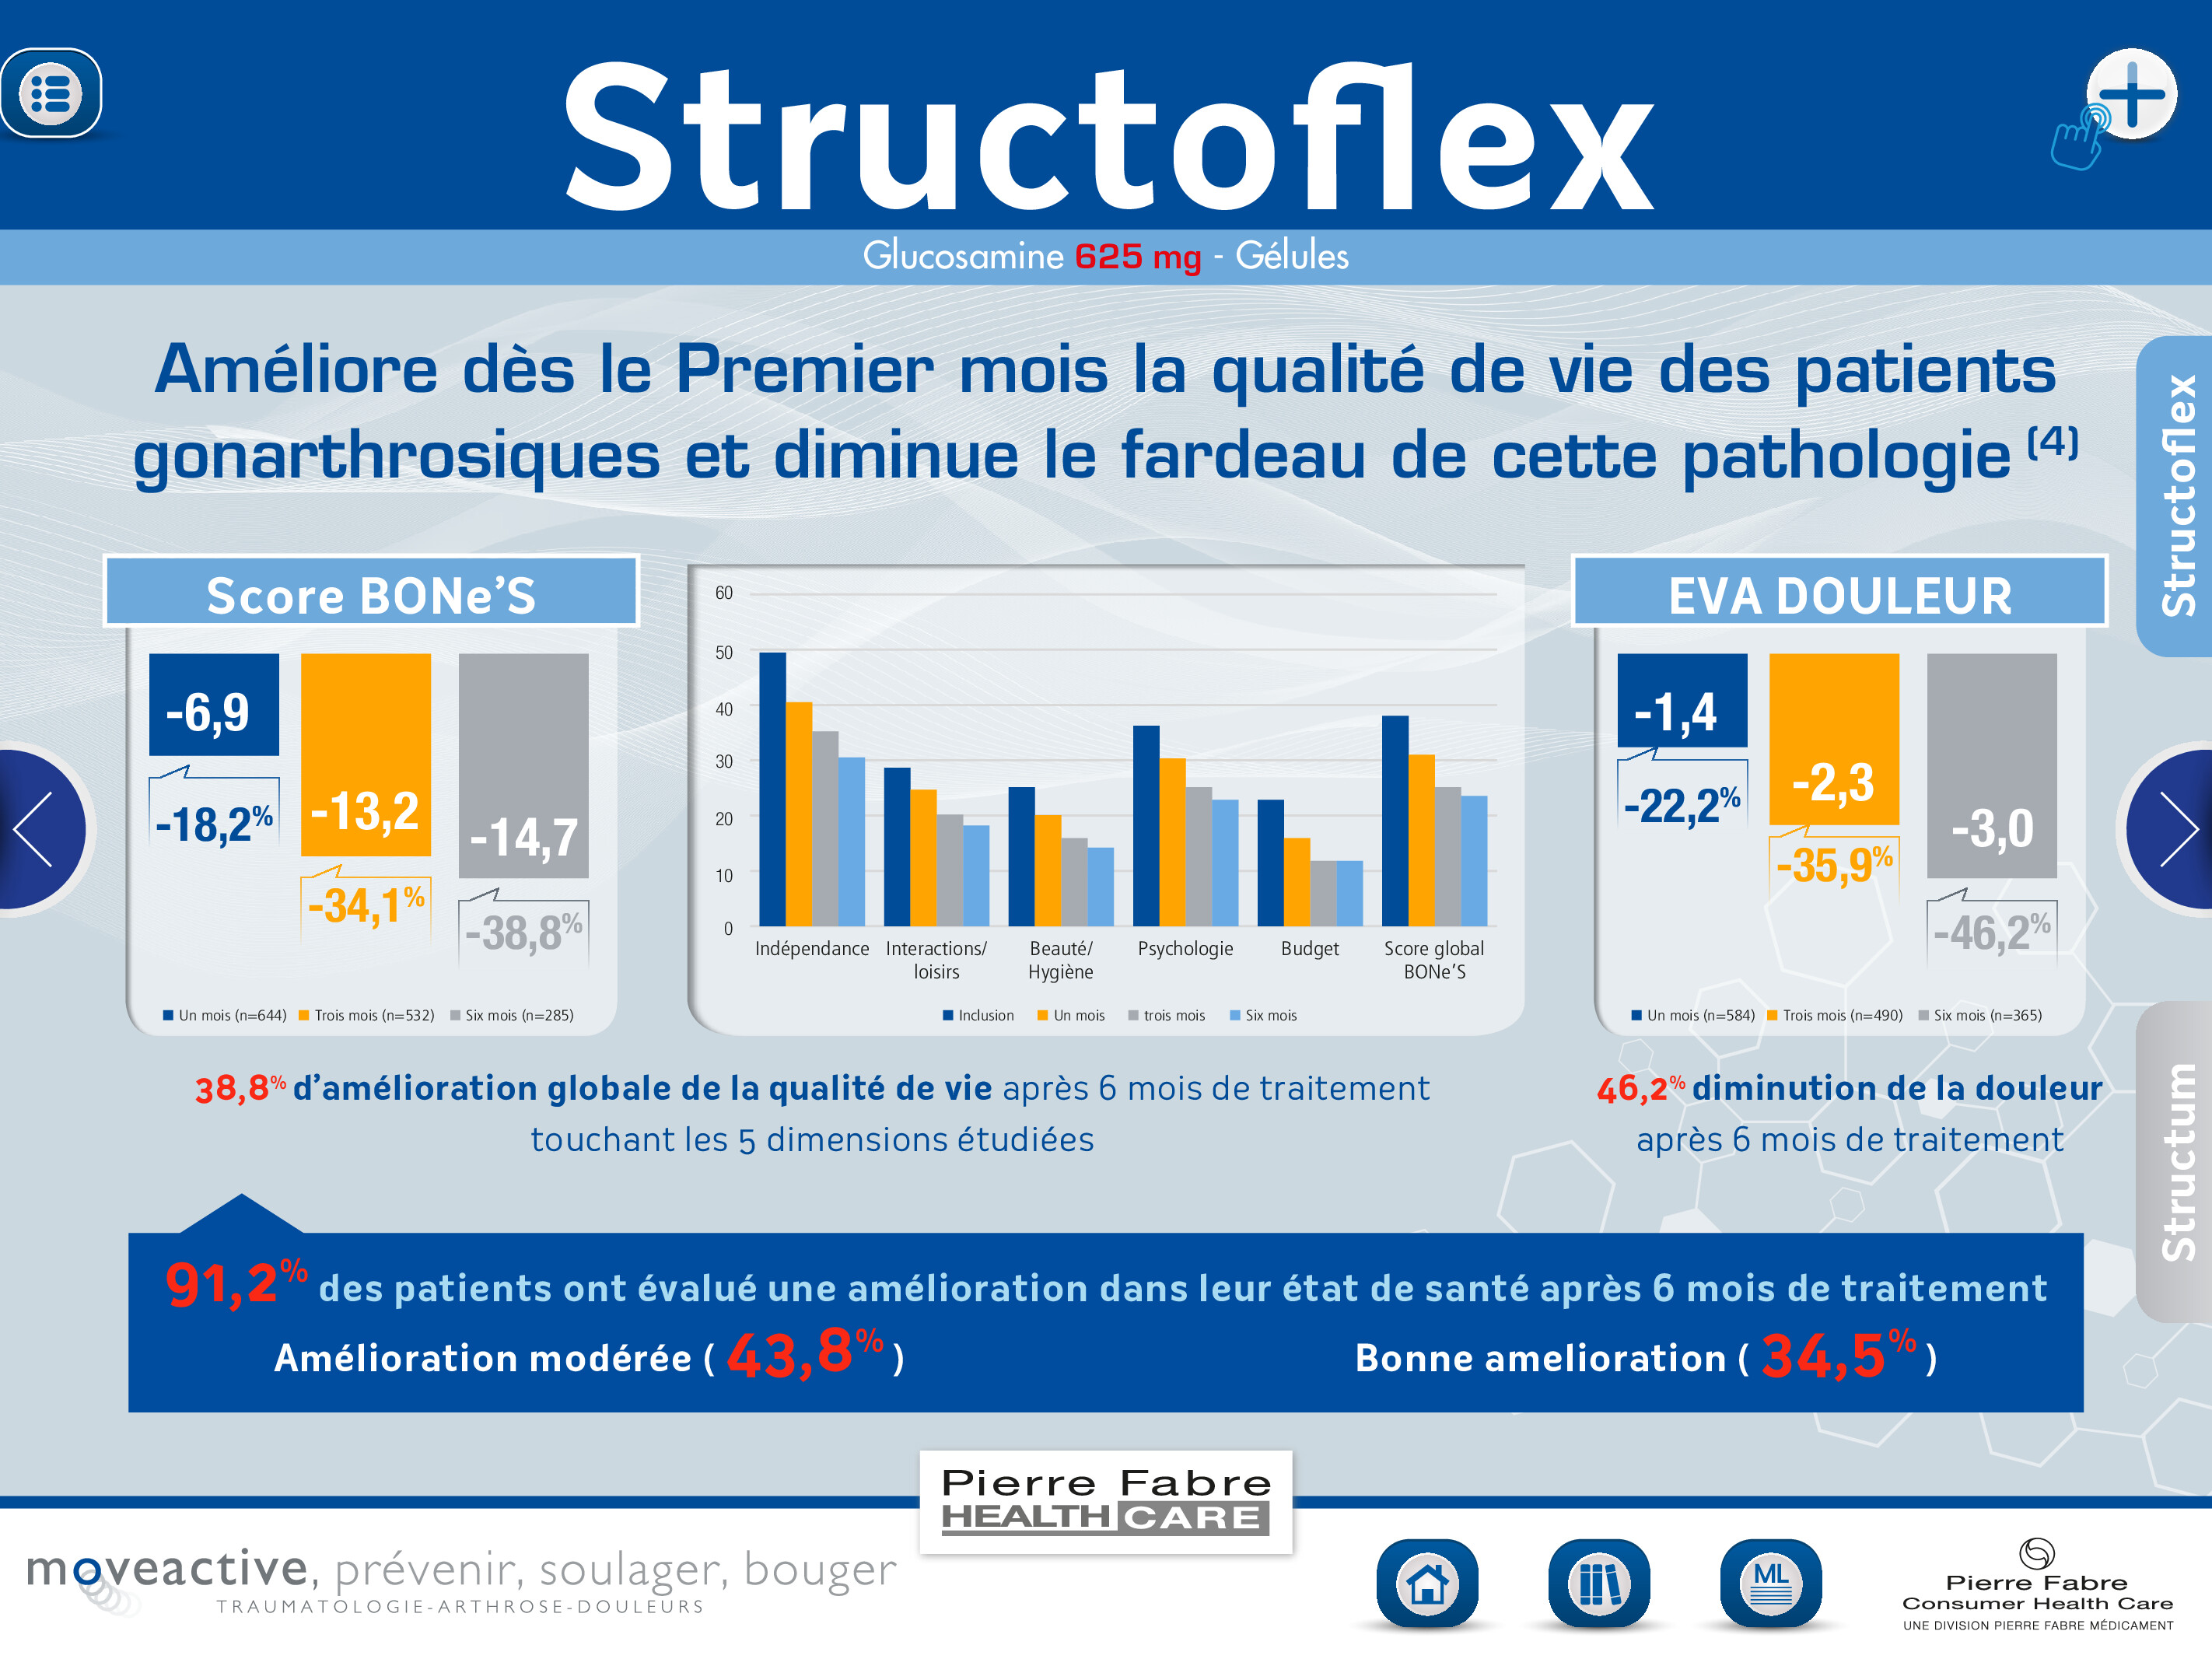 Structoflex
Glucosamine 625 mg - Gélules
Améliore dès le Premier mois la qualité de vie des patients
gonarthrosiques et diminue le fardeau de cette pathologie (4)
Structoflex
Score BONe'S
-6,9
-13,2
-14,7
-18,2%
-34,1%
-38,8%
Un mois (n=644) Trois mois (n=532) Six mois (n=285)
60
50
40
30
20
10
0
Indépendance Interactions/ Beauté/ Psychologie Budget Score global
loisirs Hygiène BONe'S
Inclusion Un mois trois mois Six mois
EVA DOULEUR
-1,4
-2,3
-3,0
-22,2%
-35,9%
-46,2%
Un mois (n=584) Trois mois (n=490) Six mois (n=365)
38,8% d'amélioration globale de la qualité de vie après 6 mois de traitement
touchant les 5 dimensions étudiées
46,2% diminution de la douleur
après 6 mois de traitement
Structum
91,2% des patients ont évalué une amélioration dans leur état de santé après 6 mois de traitement
Amélioration modérée ( 43,8% ) Bonne amelioration ( 34,5% )
Pierre Fabre
HEALTH CARE
moveactive, prévenir, soulager, bouger
TRAUMATOLOGIE-ARTHROSE-DOULEURS
ML
Pierre Fabre
Consumer Health Care
UNE DIVISION PIERRE FABRE MÉDICAMENT